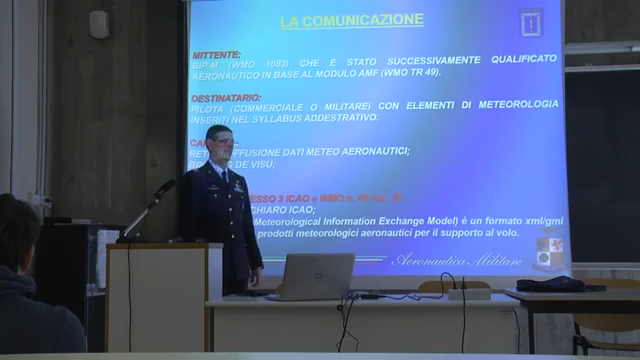 LA COMUNICAZIONE
MITTENTE:
BIP-M (WMO 1083) CHE È STATO SUCCESSIVAMENTE QUALIFICATO
AERONAUTICO IN BASE AL MODULO AMF (WMO TR 49).
DESTINATARIO:
PILOTA (COMMERCIALE O MILITARE) CON ELEMENTI DI METEOROLOGIA
INSERITI NEL SYLLABUS ADDESTRATIVO.
DIFFUSIONE DATI METEO AERONAUTICI;
DE VISU;
3 ICAO e WMO n. 49
CHIARO ICAO;
Meteorological Information Exchange Model) è un formato xml/gml
prodotti meteorologici aeronautici per il supporto al volo.
Aeronautica Militare